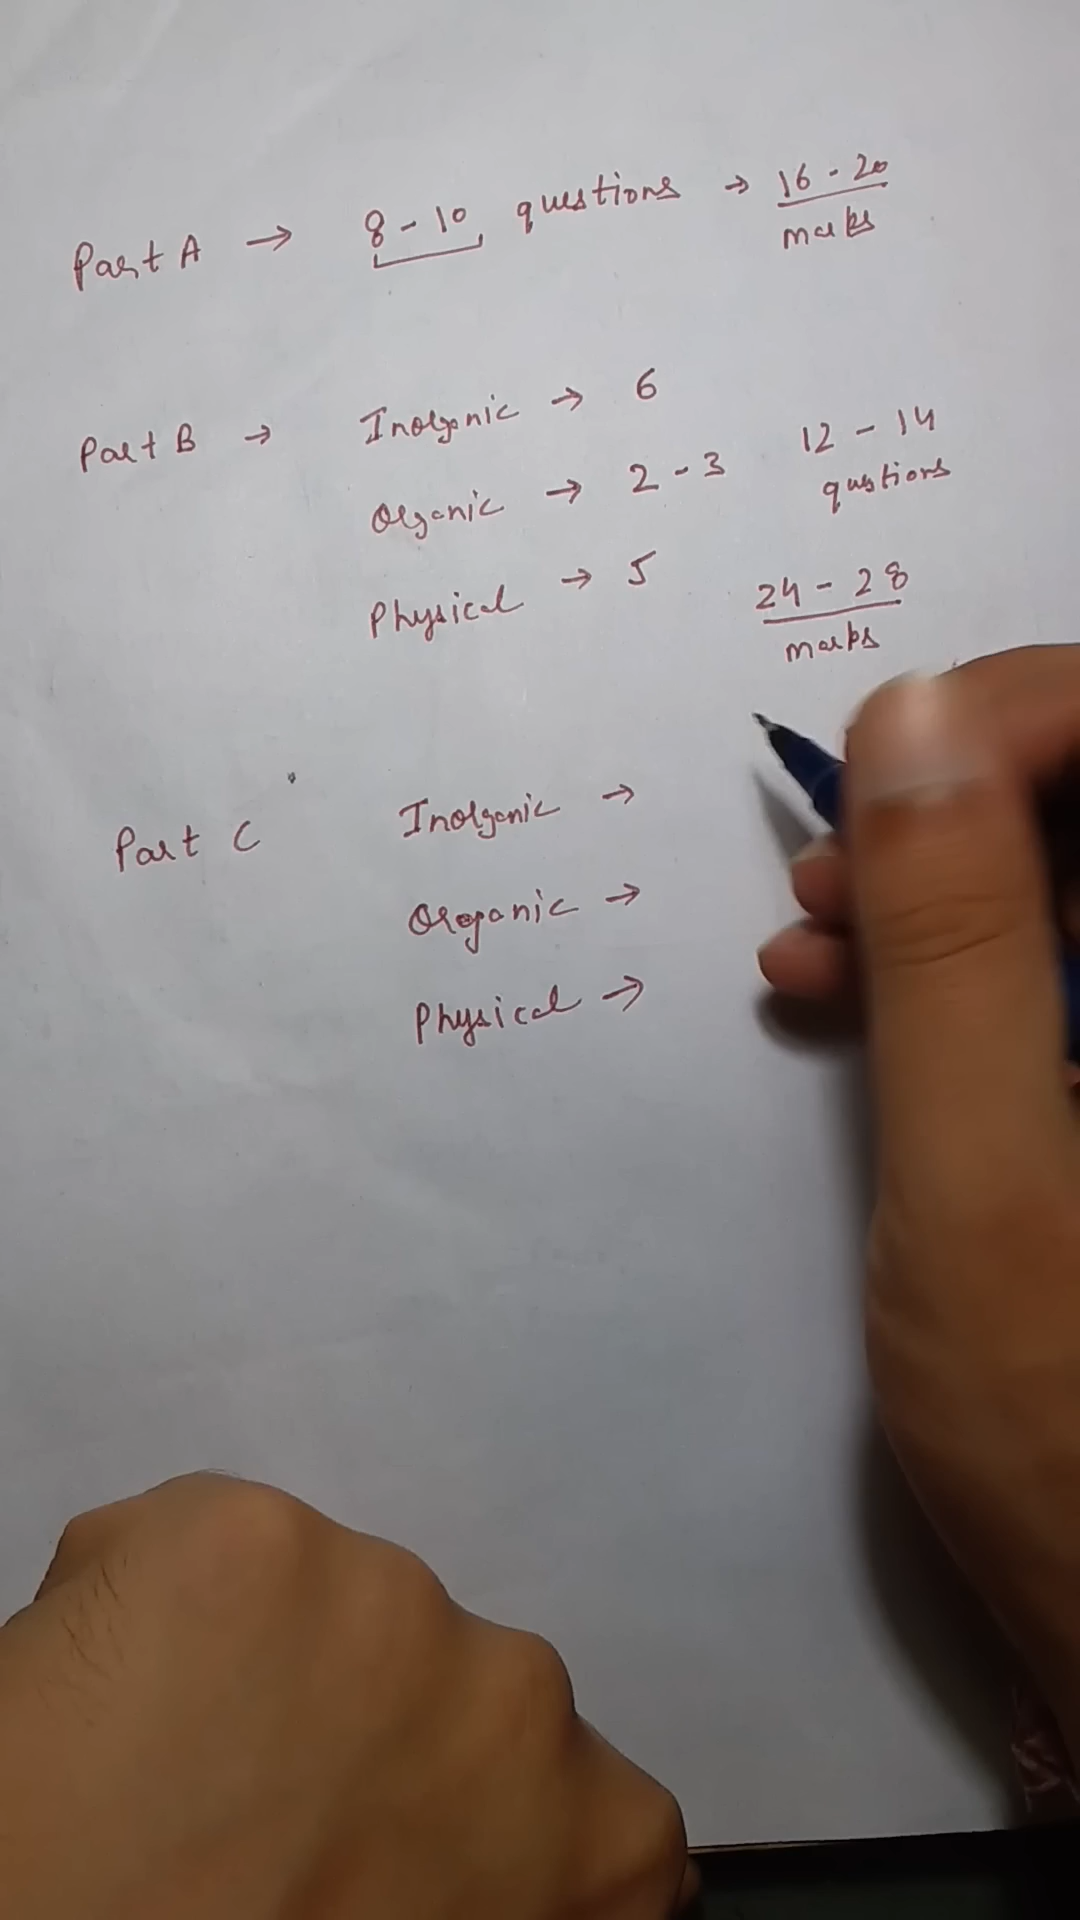 Part A → 8 - 10 questions → 16 - 20
marks
Part B → Inorganic → 6
12 - 14
qustions
Organic → 2 - 3
Physical → 5
24 - 28
marks
Part C Inorganic →
Organic →
Physical →